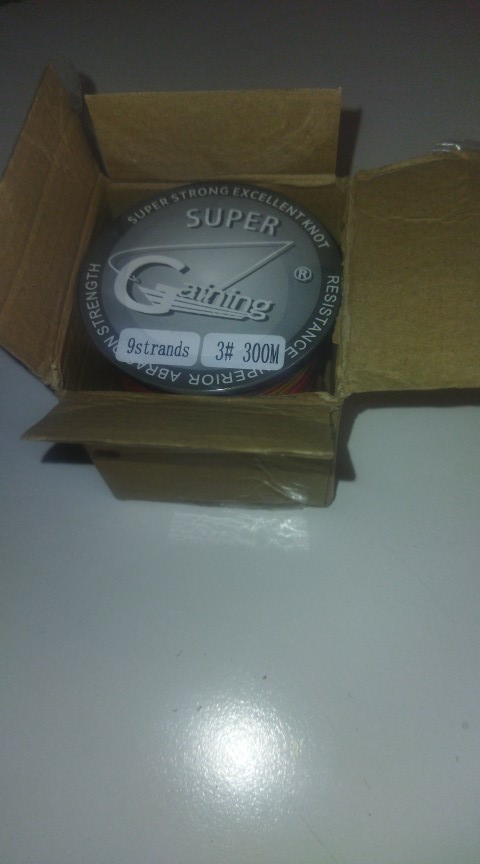 SUPER STRONG EXCELLENT KNOT
SUPER
Gaining
®
9strands
3# 300M
RESISTANCE
STRENGTH